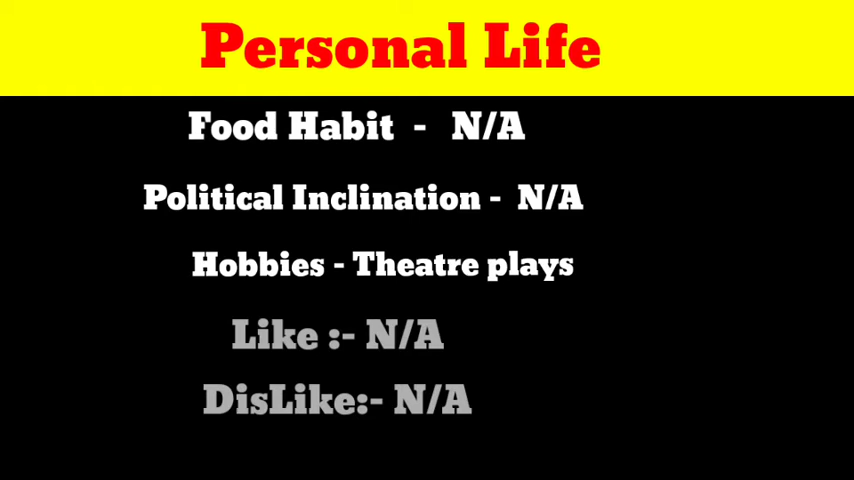 Personal Life
Food Habit - N/A
Political Inclination - N/A
Hobbies - Theatre plays
Like :- N/A
DisLike:- N/A